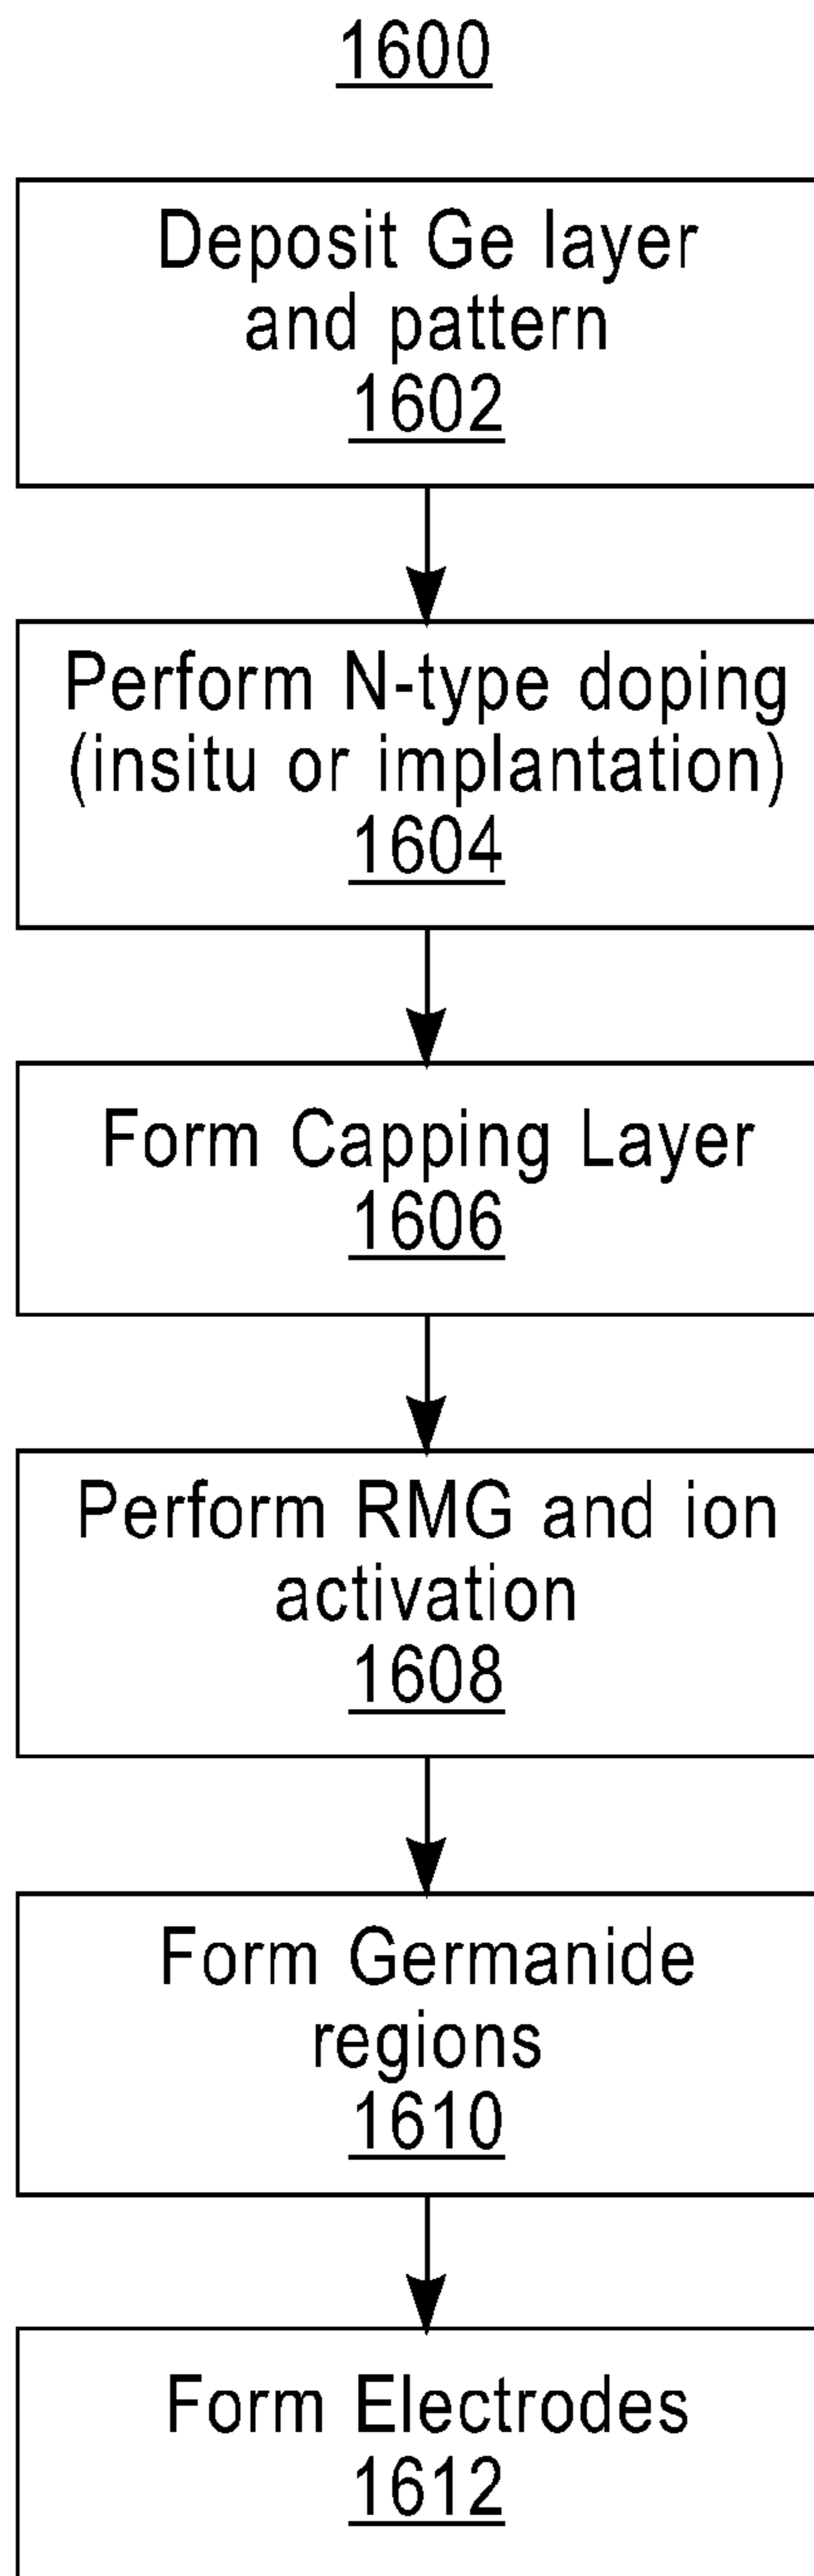 1600
Deposit Ge layer
and pattern
1602
Perform N-type doping
(insitu or implantation)
1604
Form Capping Layer
1606
Perform RMG and ion
activation
1608
Form Germanide
regions
1610
Form Electrodes
1612